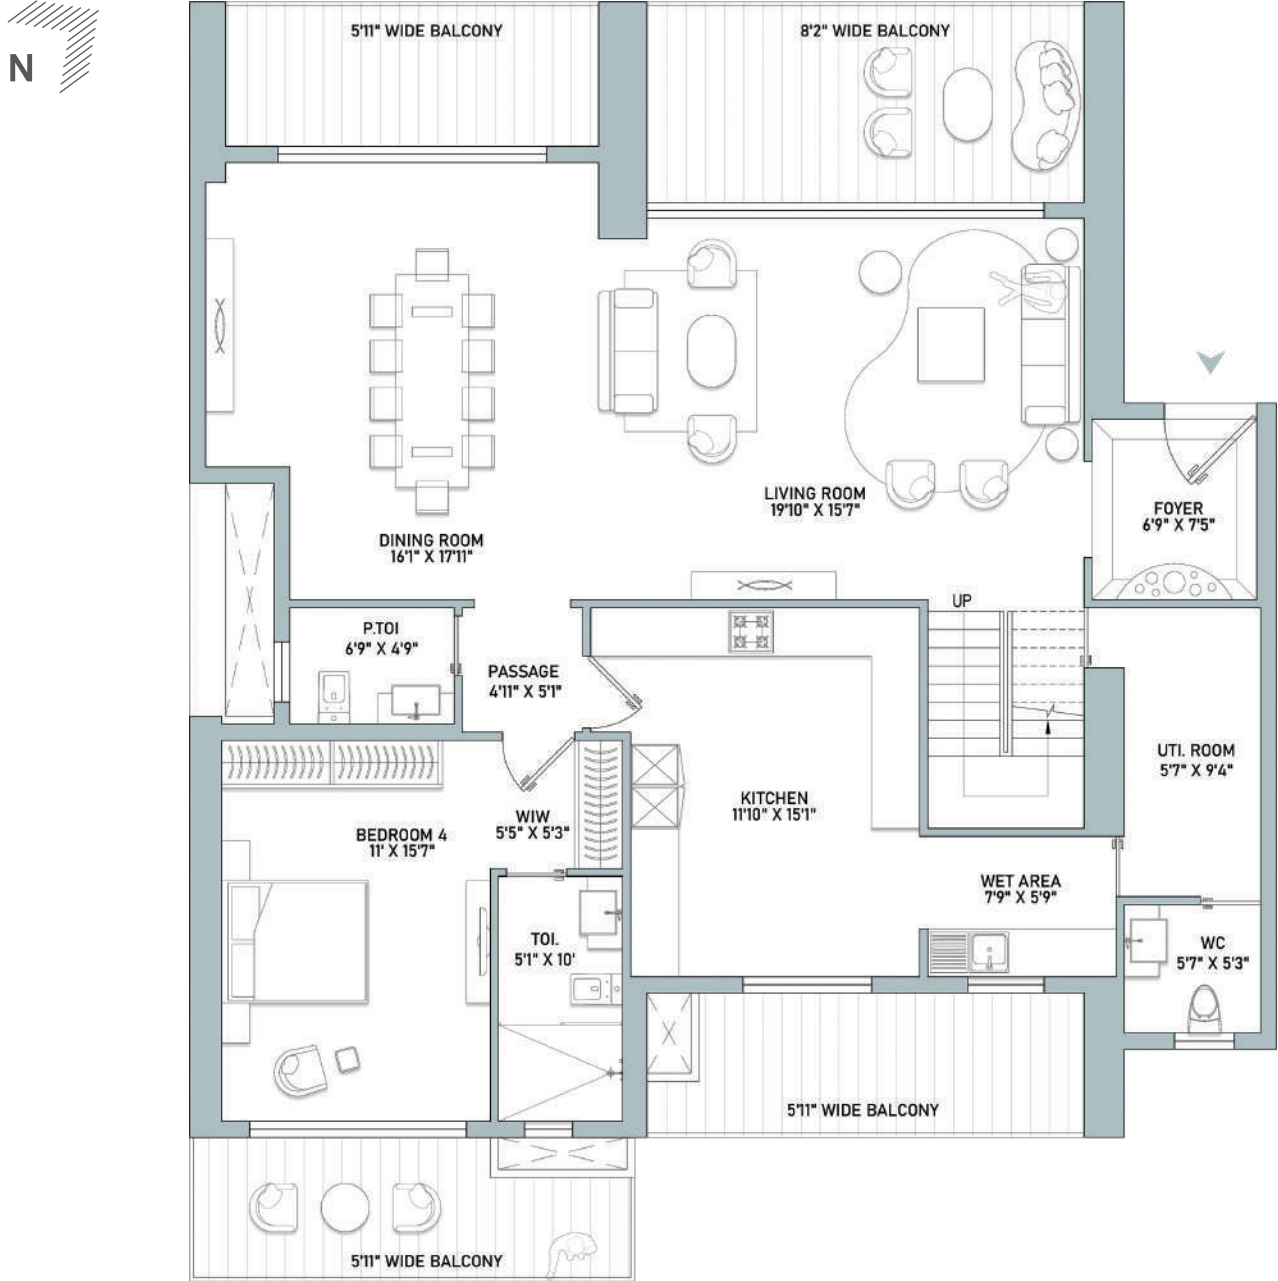 5'11" WIDE BALCONY
8'2" WIDE BALCONY
N
LIVING ROOM
19'10" X 15'7"
FOYER
6'9" X 7'5"
DINING ROOM
16'1" X 17'11"
UP
P.TOI
6'9" X 4'9"
PASSAGE
4'11" X 5'1"
UTI. ROOM
5'7" X 9'4"
KITCHEN
11'10" X 15'1"
WIW
5'5" X 5'3"
BEDROOM 4
11' X 15'7"
WET AREA
7'9" X 5'9"
TOI.
5'1" X 10'
WC
5'7" X 5'3"
5'11" WIDE BALCONY
5'11" WIDE BALCONY